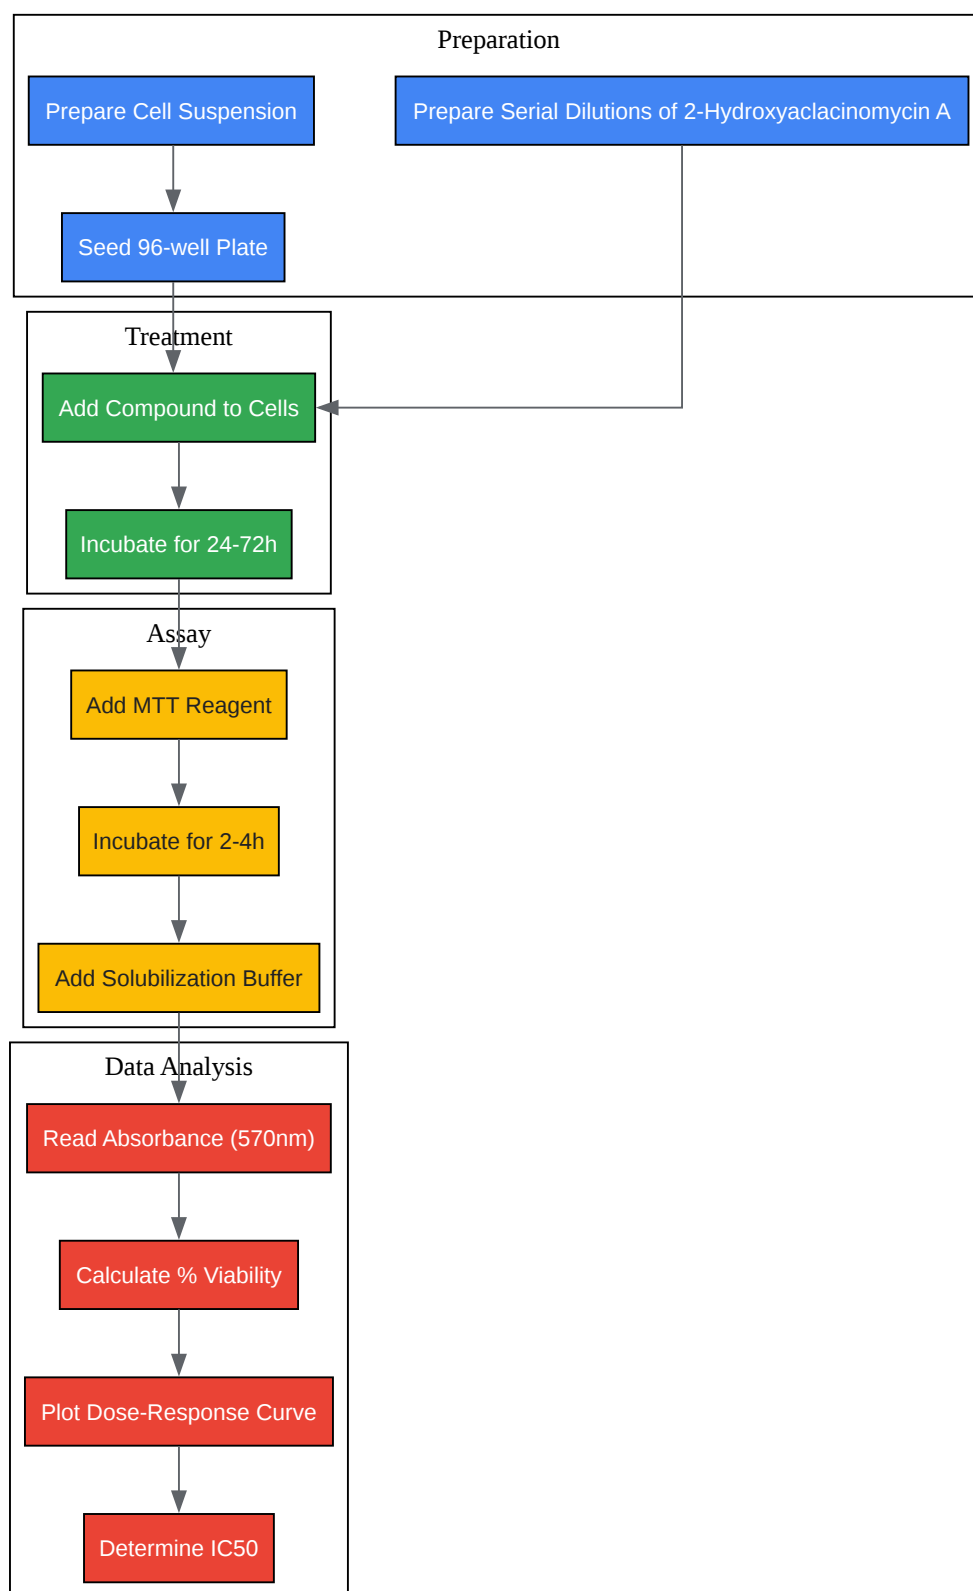 Preparation
Prepare Cell Suspension
Prepare Serial Dilutions of 2-Hydroxyaclacinomycin A
Seed 96-well Plate
Treatment
Add Compound to Cells
Incubate for 24-72h
Assay
Add MTT Reagent
Incubate for 2-4h
Add Solubilization Buffer
Data Analysis
Read Absorbance (570nm)
Calculate % Viability
Plot Dose-Response Curve
Determine IC50